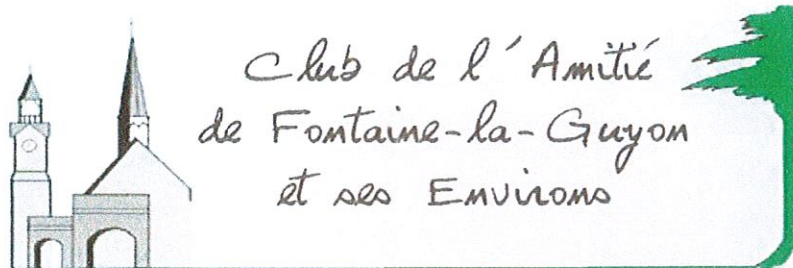 Club de l'Amitié
de Fontaine-la-Guyon
et ses Environs